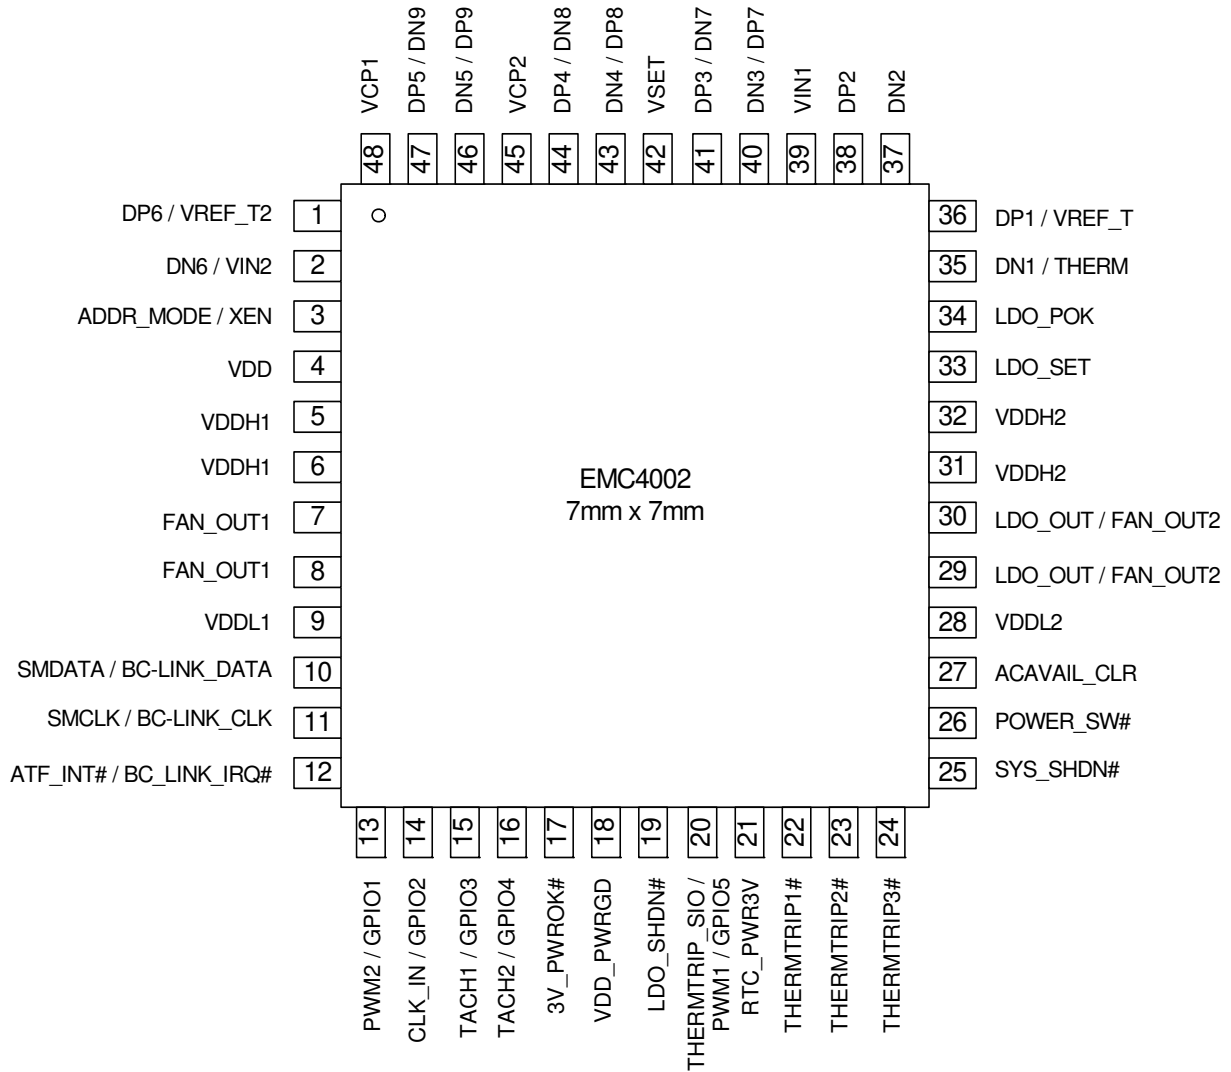 VCP1
DP5 / DN9
DN5 / DP9
VCP2
DP4 / DN8
DN4 / DP8
VSET
DP3 / DN7
DN3 / DP7
VIN1
DP2
DN2
48
47
46
45
44
43
42
41
40
39
38
37
DP6 / VREF_T2
1
DN6 / VIN2
2
ADDR_MODE / XEN
3
VDD
4
VDDH1
5
VDDH1
6
FAN_OUT1
7
FAN_OUT1
8
VDDL1
9
SMDATA / BC-LINK_DATA
10
SMCLK / BC-LINK_CLK
11
ATF_INT# / BC_LINK_IRQ#
12
EMC4002
7mm x 7mm
36
DP1 / VREF_T
35
DN1 / THERM
34
LDO_POK
33
LDO_SET
32
VDDH2
31
VDDH2
30
LDO_OUT / FAN_OUT2
29
LDO_OUT / FAN_OUT2
28
VDDL2
27
ACAVAIL_CLR
26
POWER_SW#
25
SYS_SHDN#
13
14
15
16
17
18
19
20
21
22
23
24
PWM2 / GPIO1
CLK_IN / GPIO2
TACH1 / GPIO3
TACH2 / GPIO4
3V_PWROK#
VDD_PWRGD
LDO_SHDN#
THERMTRIP_SIO /
PWM1 / GPIO5
RTC_PWR3V
THERMTRIP1#
THERMTRIP2#
THERMTRIP3#